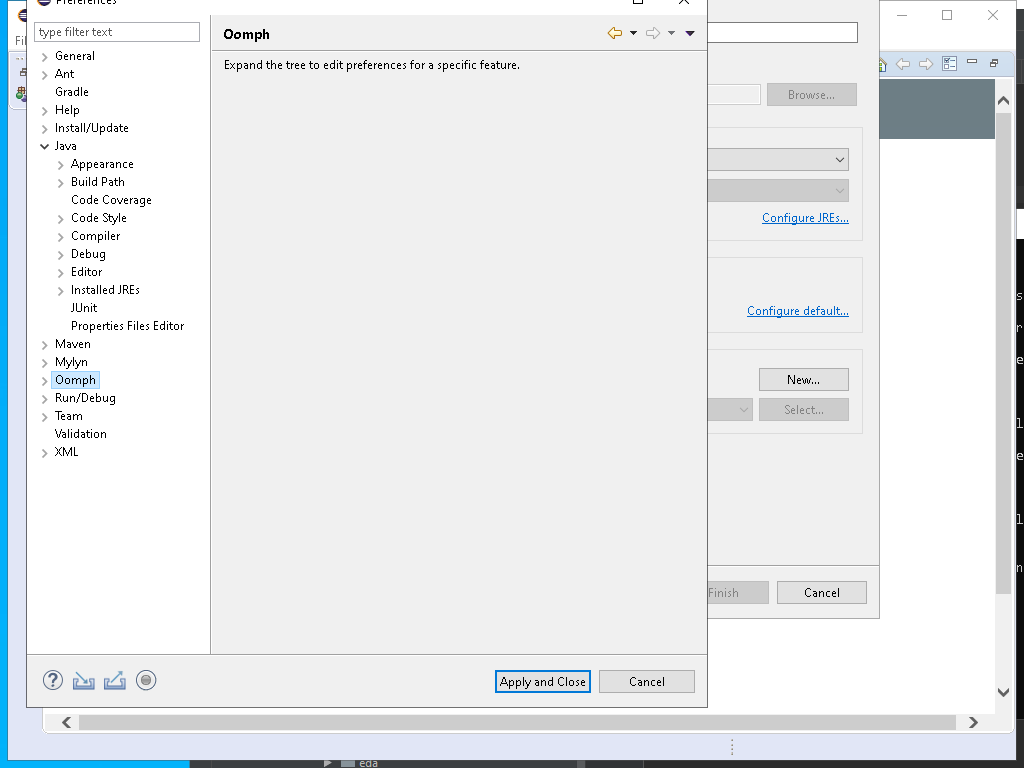 Preferences
type filter text
Oomph
General
Ant
Gradle
Help
Install/Update
Java
Appearance
Build Path
Code Coverage
Code Style
Compiler
Debug
Editor
Installed JREs
JUnit
Properties Files Editor
Maven
Mylyn
Oomph
Run/Debug
Team
Validation
XML
Expand the tree to edit preferences for a specific feature.
Apply and Close
Cancel
Browse...
Configure JREs...
Configure default...
New...
Select...
Finish
Cancel
eda